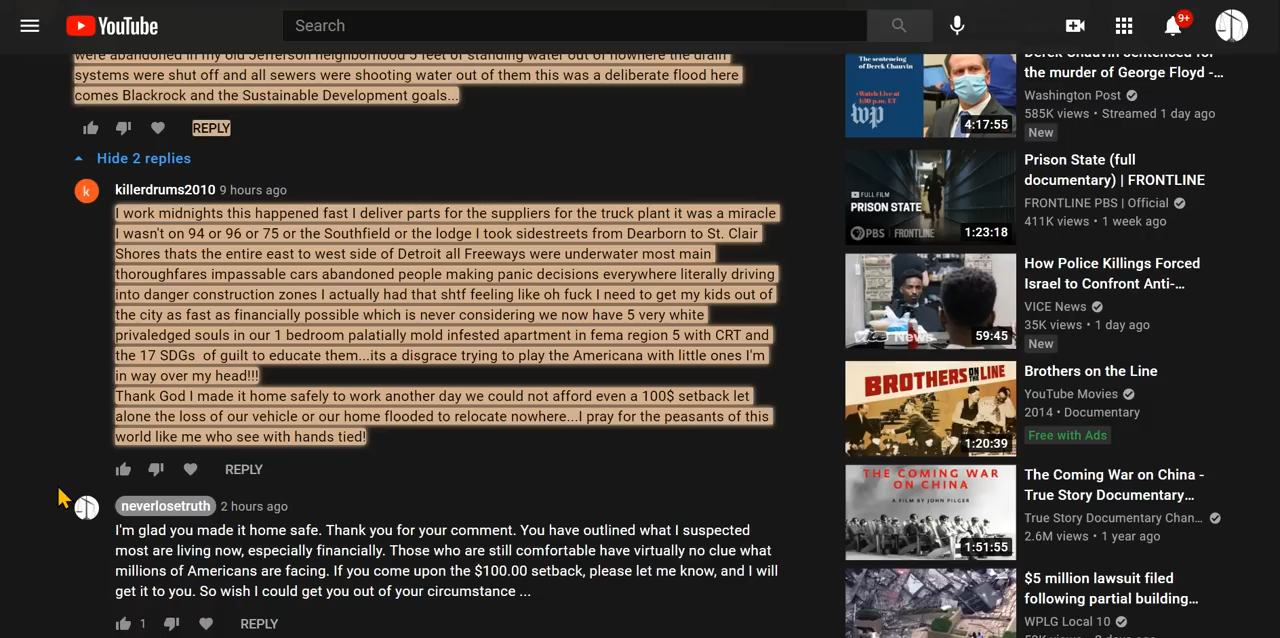 YouTube
Search
9+
were abandoned in my old Jefferson neighborhood 5 feet of standing water out of nowhere the drain
systems were shut off and all sewers were shooting water out of them this was a deliberate flood here
comes Blackrock and the Sustainable Development goals...
REPLY
Hide 2 replies
k
killerdrums2010 9 hours ago
I work midnights this happened fast I deliver parts for the suppliers for the truck plant it was a miracle
I wasn't on 94 or 96 or 75 or the Southfield or the lodge I took sidestreets from Dearborn to St. Clair
Shores thats the entire east to west side of Detroit all Freeways were underwater most main
thoroughfares impassable cars abandoned people making panic decisions everywhere literally driving
into danger construction zones I actually had that shtf feeling like oh fuck I need to get my kids out of
the city as fast as financially possible which is never considering we now have 5 very white
privaledged souls in our 1 bedroom palatially mold infested apartment in fema region 5 with CRT and
the 17 SDGs of guilt to educate them...its a disgrace trying to play the Americana with little ones I'm
in way over my head!!!
Thank God I made it home safely to work another day we could not afford even a 100$ setback let
alone the loss of our vehicle or our home flooded to relocate nowhere...I pray for the peasants of this
world like me who see with hands tied!
REPLY
neverlosetruth 2 hours ago
I'm glad you made it home safe. Thank you for your comment. You have outlined what I suspected
most are living now, especially financially. Those who are still comfortable have virtually no clue what
millions of Americans are facing. If you come upon the $100.00 setback, please let me know, and I will
get it to you. So wish I could get you out of your circumstance ...
1
REPLY
The sentencing
of Derek Chauvin
Watch Live at
wp
4:17:55
Derek Chauvin sentenced for
the murder of George Floyd -...
Washington Post
585K views • Streamed 1 day ago
New
FULL FILM
PRISON STATE
PBS FRONTLINE
1:23:18
Prison State (full
documentary) | FRONTLINE
FRONTLINE PBS | Official
411K views • 1 week ago
News
59:45
How Police Killings Forced
Israel to Confront Anti-...
VICE News
35K views • 1 day ago
New
BROTHERS ON THE LINE
1:20:39
Brothers on the Line
YouTube Movies
2014 • Documentary
Free with Ads
THE COMING WAR
ON CHINA
A FILM BY JOHN PILGER
1:51:55
The Coming War on China -
True Story Documentary...
True Story Documentary Chan...
2.6M views • 1 year ago
$5 million lawsuit filed
following partial building...
WPLG Local 10